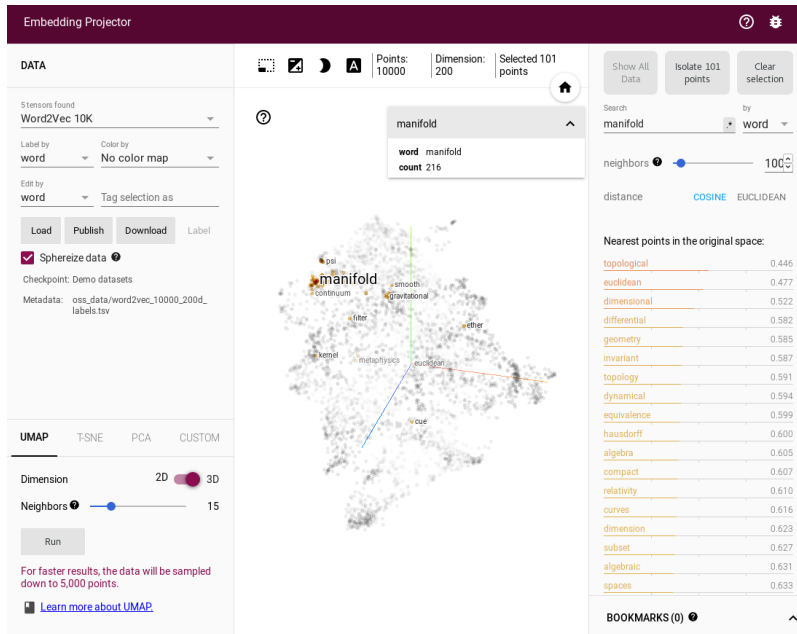 Embedding Projector
DATA
5 tensors found
Word2Vec 10K
Label by
Color by
word
No color map
Edit by
word
Tag selection as
Load
Publish
Download
Label
Sphereize data
Checkpoint: Demo datasets
Metadata: oss_data/word2vec_10000_200d_
labels.tsv
UMAP
T-SNE
PCA
CUSTOM
Dimension
2D
3D
Neighbors
15
Run
For faster results, the data will be sampled
down to 5,000 points.
Learn more about UMAP.
A
Points:
10000
Dimension:
200
Selected 101
points
manifold
word manifold
count 216
psi
manifold
continuum
smooth
gravitational
filter
ether
kernel
metaphysics
euclidean
cue
Show All
Data
Isolate 101
points
Clear
selection
Search
by
manifold
.*
word
neighbors
100
distance
COSINE
EUCLIDEAN
Nearest points in the original space:
topological 0.446
euclidean 0.477
dimensional 0.522
differential 0.582
geometry 0.585
invariant 0.587
topology 0.591
dynamical 0.594
equivalence 0.599
hausdorff 0.600
algebra 0.605
compact 0.607
relativity 0.610
curves 0.616
dimension 0.623
subset 0.627
algebraic 0.631
spaces 0.633
BOOKMARKS (0)